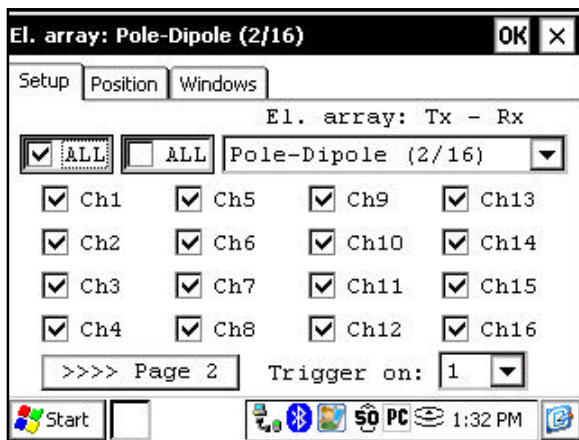 El. array: Pole-Dipole (2/16) OK ×
Setup Position Windows
El. array: Tx - Rx
ALL ALL Pole-Dipole (2/16)
Ch1 Ch5 Ch9 Ch13
Ch2 Ch6 Ch10 Ch14
Ch3 Ch7 Ch11 Ch15
Ch4 Ch8 Ch12 Ch16
>>>> Page 2 Trigger on: 1
Start 50 PC 1:32 PM